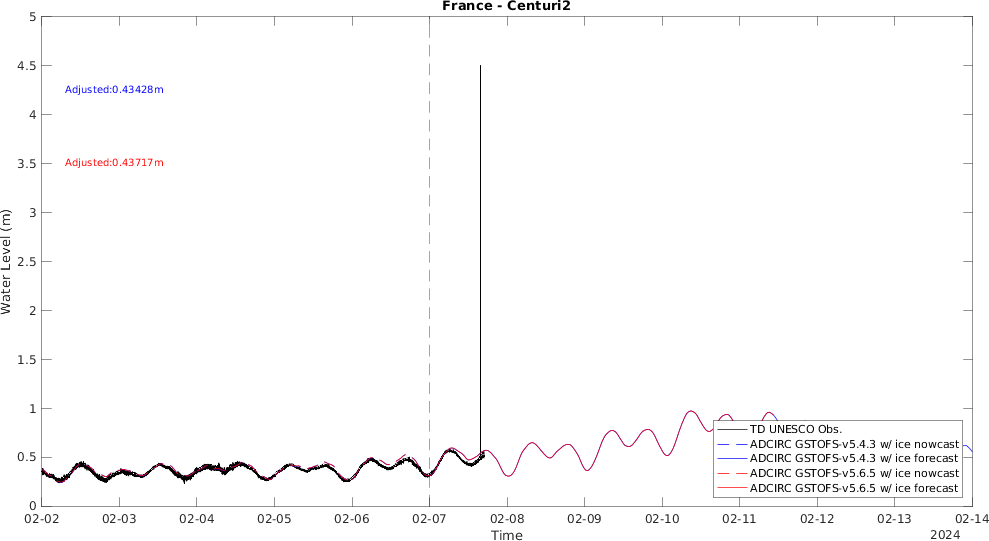 France - Centuri2
5
4.5
4
3.5
3
2.5
2
1.5
1
0.5
0
Water Level (m)
Adjusted:0.43428m
Adjusted:0.43717m
TD UNESCO Obs.
ADCIRC GSTOFS-v5.4.3 w/ ice nowcast
ADCIRC GSTOFS-v5.4.3 w/ ice forecast
ADCIRC GSTOFS-v5.6.5 w/ ice nowcast
ADCIRC GSTOFS-v5.6.5 w/ ice forecast
02-02 02-03 02-04 02-05 02-06 02-07 02-08 02-09 02-10 02-11 02-12 02-13 02-14
Time
2024